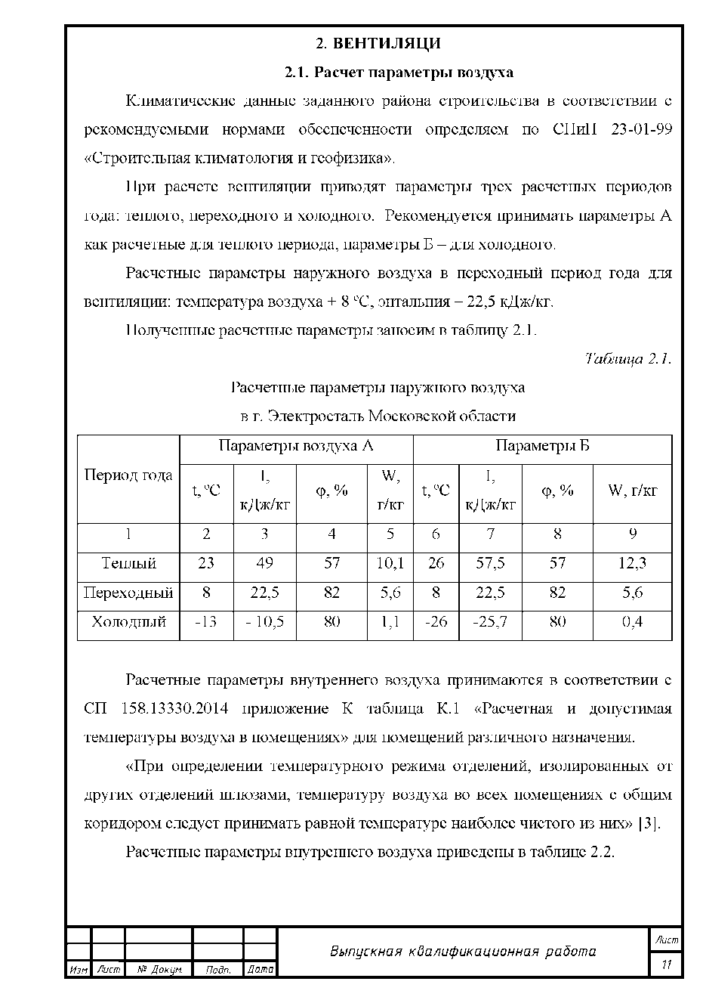 2. ВЕНТИЛЯЦИ
2.1. Расчет параметры воздуха
Климатические данные заданного района строительства в соответствии с
рекомендуемыми нормами обеспеченности определяем по СНиП 23-01-99
«Строительная климатология и геофизика».
При расчете вентиляции приводят параметры трех расчетных периодов
года: теплого, переходного и холодного. Рекомендуется принимать параметры А
как расчетные для теплого периода, параметры Б – для холодного.
Расчетные параметры наружного воздуха в переходный период года для
вентиляции: температура воздуха + 8 ºС, энтальпия – 22,5 кДж/кг.
Полученные расчетные параметры заносим в таблицу 2.1.
Таблица 2.1.
Расчетные параметры наружного воздуха
в г. Электросталь Московской области
Период года Параметры воздуха А Параметры Б
t, ºС I, кДж/кг φ, % W, г/кг t, ºС I, кДж/кг φ, % W, г/кг
1 2 3 4 5 6 7 8 9
Теплый 23 49 57 10,1 26 57,5 57 12,3
Переходный 8 22,5 82 5,6 8 22,5 82 5,6
Холодный -13 - 10,5 80 1,1 -26 -25,7 80 0,4
Расчетные параметры внутреннего воздуха принимаются в соответствии с
СП 158.13330.2014 приложение К таблица К.1 «Расчетная и допустимая
температуры воздуха в помещениях» для помещений различного назначения.
«При определении температурного режима отделений, изолированных от
других отделений шлюзами, температуру воздуха во всех помещениях с общим
коридором следует принимать равной температуре наиболее чистого из них» [3].
Расчетные параметры внутреннего воздуха приведены в таблице 2.2.
Выпускная квалификационная работа
Лист
11
Изм Лист № Докум. Подп. Дата